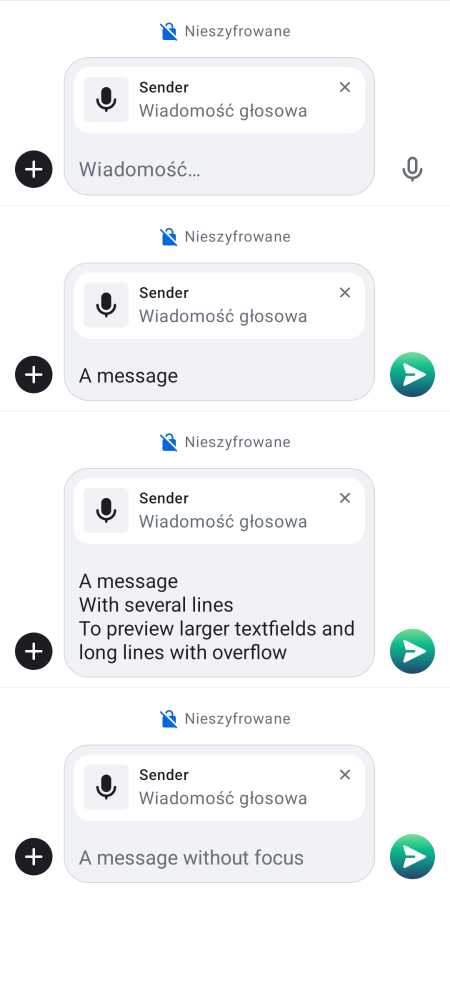 Nieszyfrowane
Sender
Wiadomość głosowa
Wiadomość…
Nieszyfrowane
Sender
Wiadomość głosowa
A message
Nieszyfrowane
Sender
Wiadomość głosowa
A message
With several lines
To preview larger textfields and
long lines with overflow
Nieszyfrowane
Sender
Wiadomość głosowa
A message without focus